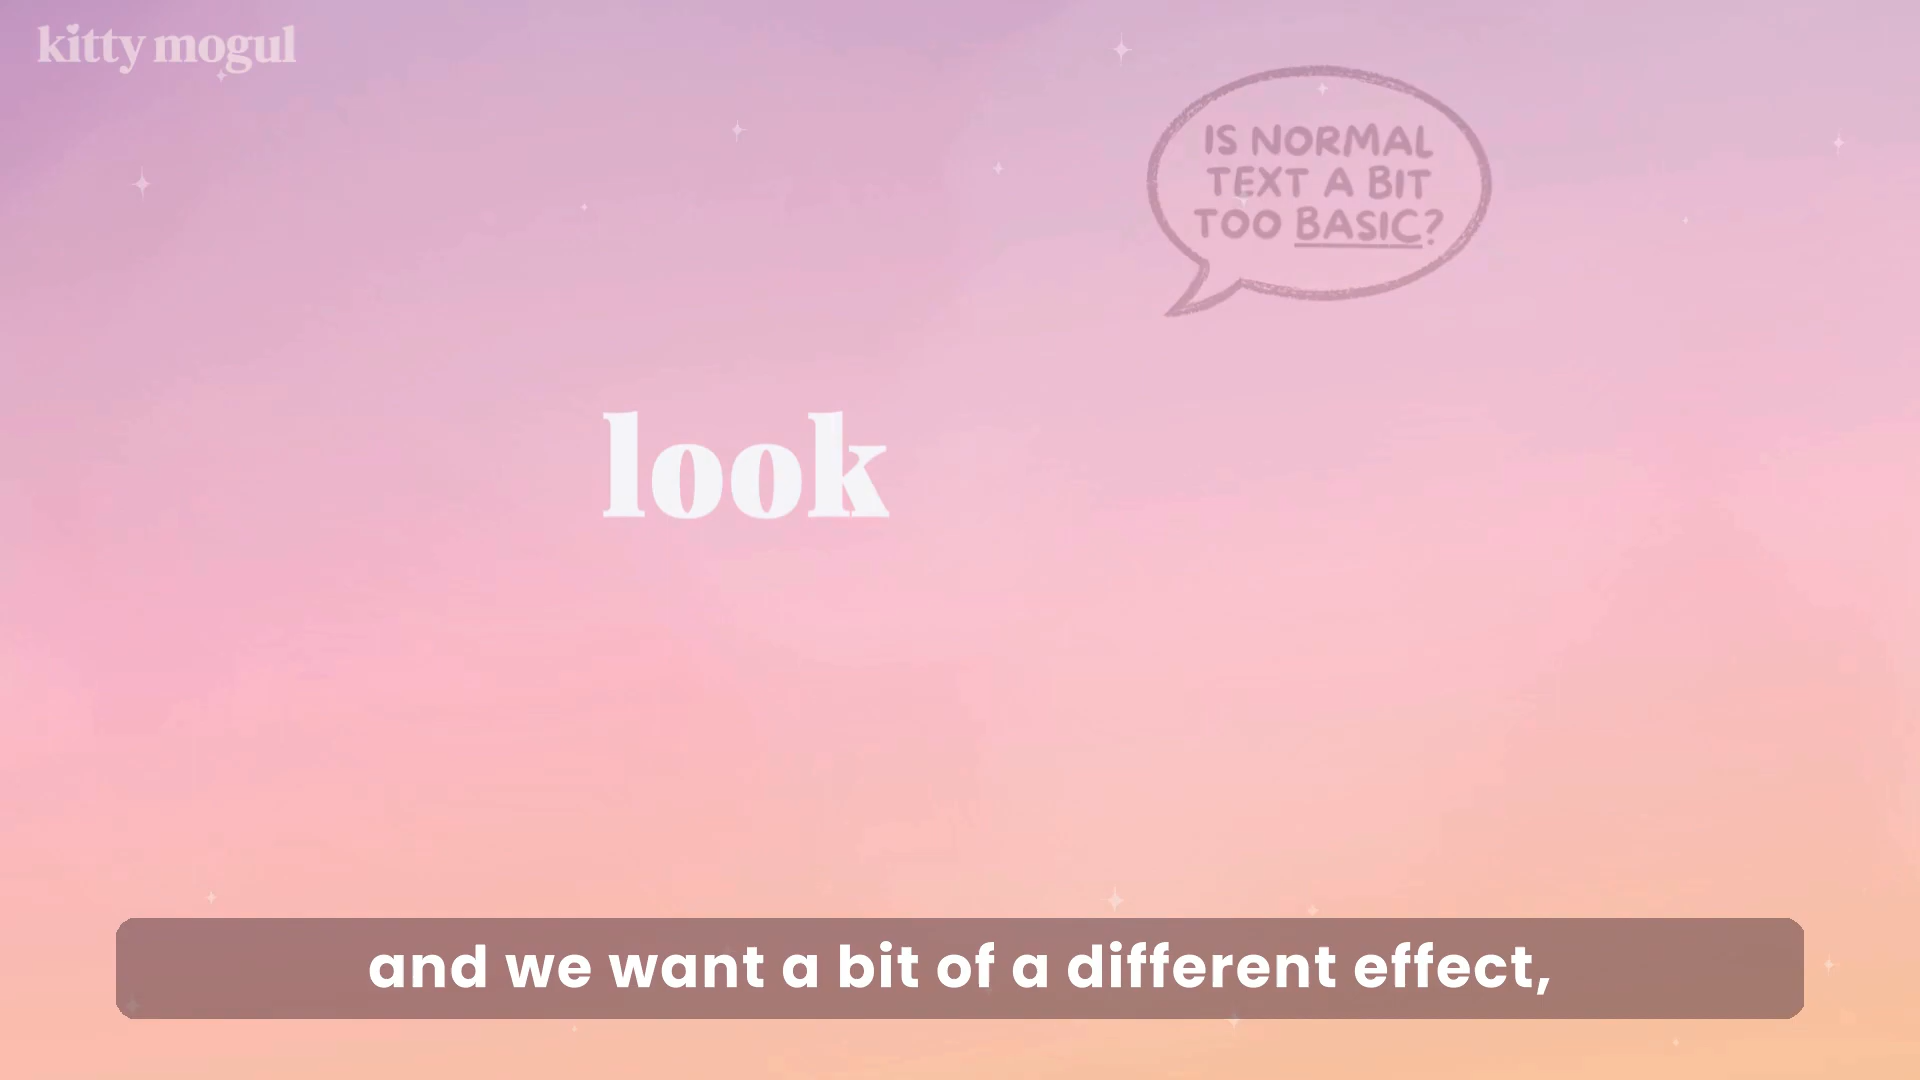 kitty mogul
IS NORMAL
TEXT A BIT
TOO BASIC?
look
and we want a bit of a different effect,